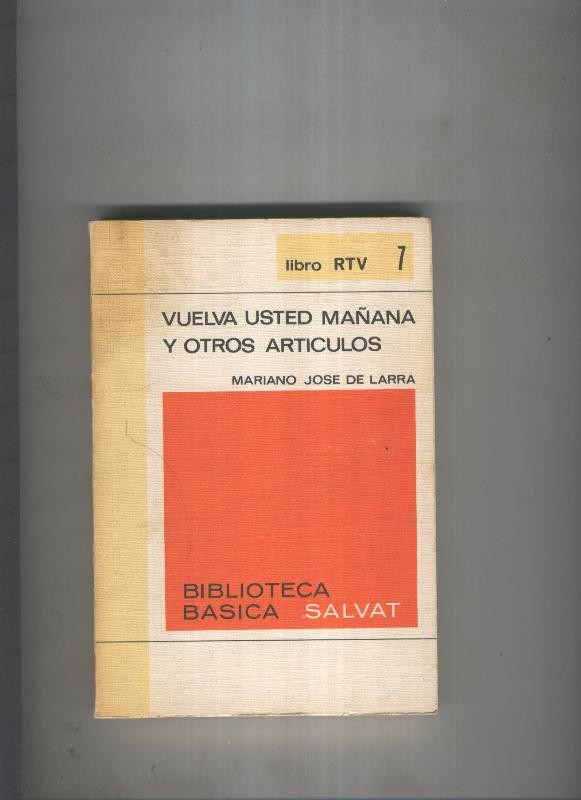 libro RTV 7
VUELVA USTED MAÑANA
Y OTROS ARTICULOS
MARIANO JOSE DE LARRA
BIBLIOTECA
BASICA SALVAT